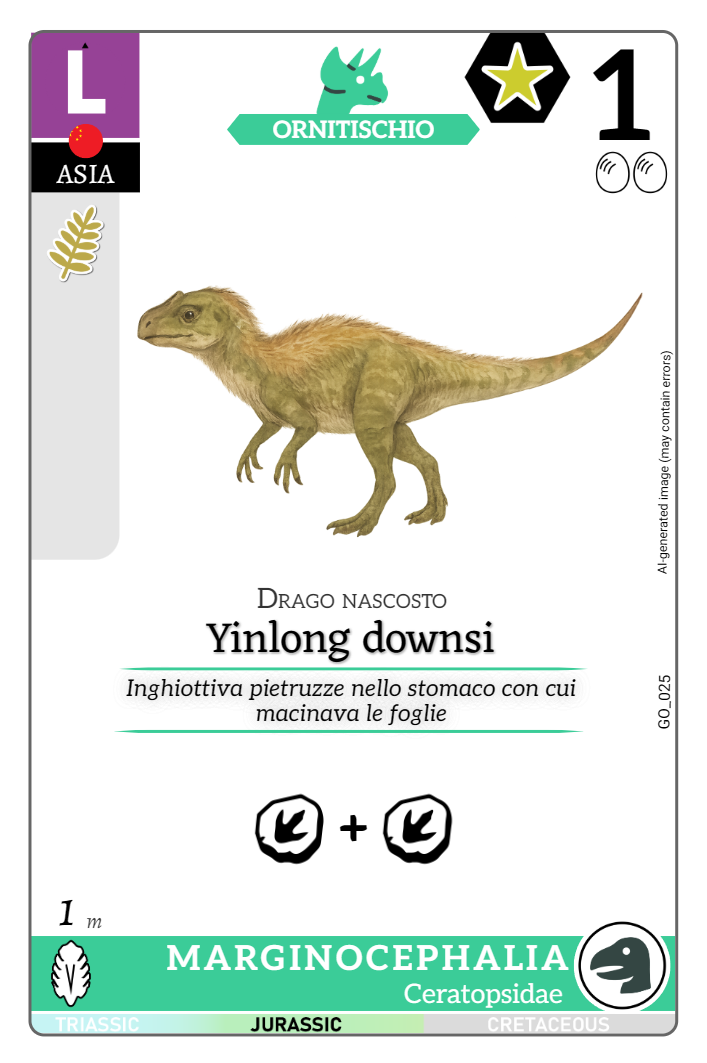 L
ASIA
ORNITISCHIO
1
AI-generated image (may contain errors)
DRAGO NASCOSTO
Yinlong downsi
Inghiottiva pietruzze nello stomaco con cui
macinava le foglie
GO_025
+
1 m
MARGINOCEPHALIA
Ceratopsidae
TRIASSIC JURASSIC CRETACEOUS